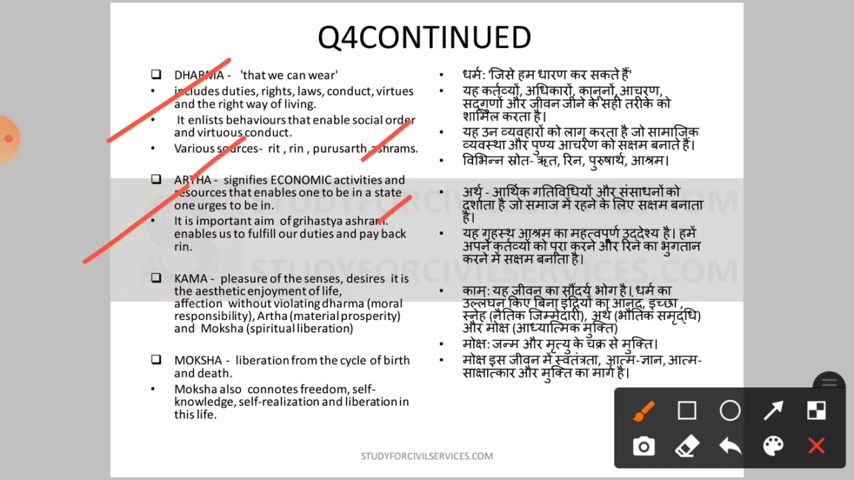 Q4CONTINUED
DHARMA - 'that we can wear'
includes duties, rights, laws, conduct, virtues
and the right way of living.
It enlists behaviours that enable social order
and virtuous conduct.
Various sources- rit , rin , purusarth ,ashrams.
ARTHA - signifies ECONOMIC activities and
resources that enables one to be in a state
one urges to be in.
It is important aim of grihastya ashram.
enables us to fulfill our duties and pay back
rin.
KAMA - pleasure of the senses, desires it is
the aesthetic enjoyment of life,
affection without violating dharma (moral
responsibility), Artha (material prosperity)
and Moksha (spiritual liberation)
MOKSHA - liberation from the cycle of birth
and death.
Moksha also connotes freedom, self-
knowledge, self-realization and liberation in
this life.
धर्म: 'जिसे हम धारण कर सकते हैं'
यह कर्तव्यों, अधिकारों, कानूनों, आचरण,
सद्गुणों और जीवन जीने के सही तरीके को
शामिल करता है।
यह उन व्यवहारों को लागू करता है जो सामाजिक
व्यवस्था और पुण्य आचरण को सक्षम बनाते हैं।
विभिन्न स्रोत- ऋत, रिन, पुरुषार्थ, आश्रम।
अर्थ - आर्थिक गतिविधियों और संसाधनों को
दर्शाता है जो समाज में रहने के लिए सक्षम बनाता
है।
यह गृहस्थ आश्रम का महत्वपूर्ण उद्देश्य है। हमें
अपने कर्तव्यों को पूरा करने और रिन का भुगतान
करने में सक्षम बनाता है।
काम: यह जीवन का सौंदर्य भोग है। धर्म का
उल्लंघन किए बिना इंद्रियों का आनंद, इच्छा ,
स्नेह (नैतिक जिम्मेदारी), अर्थ (भौतिक समृद्धि)
और मोक्ष (आध्यात्मिक मुक्ति)
मोक्ष: जन्म और मृत्यु के चक्र से मुक्ति।
मोक्ष इस जीवन में स्वतंत्रता, आत्म-ज्ञान, आत्म-
साक्षात्कार और मुक्ति का मार्ग है।
STUDYFORCIVILSERVICES.COM
STUDYFORCIVILSERVICES.COM